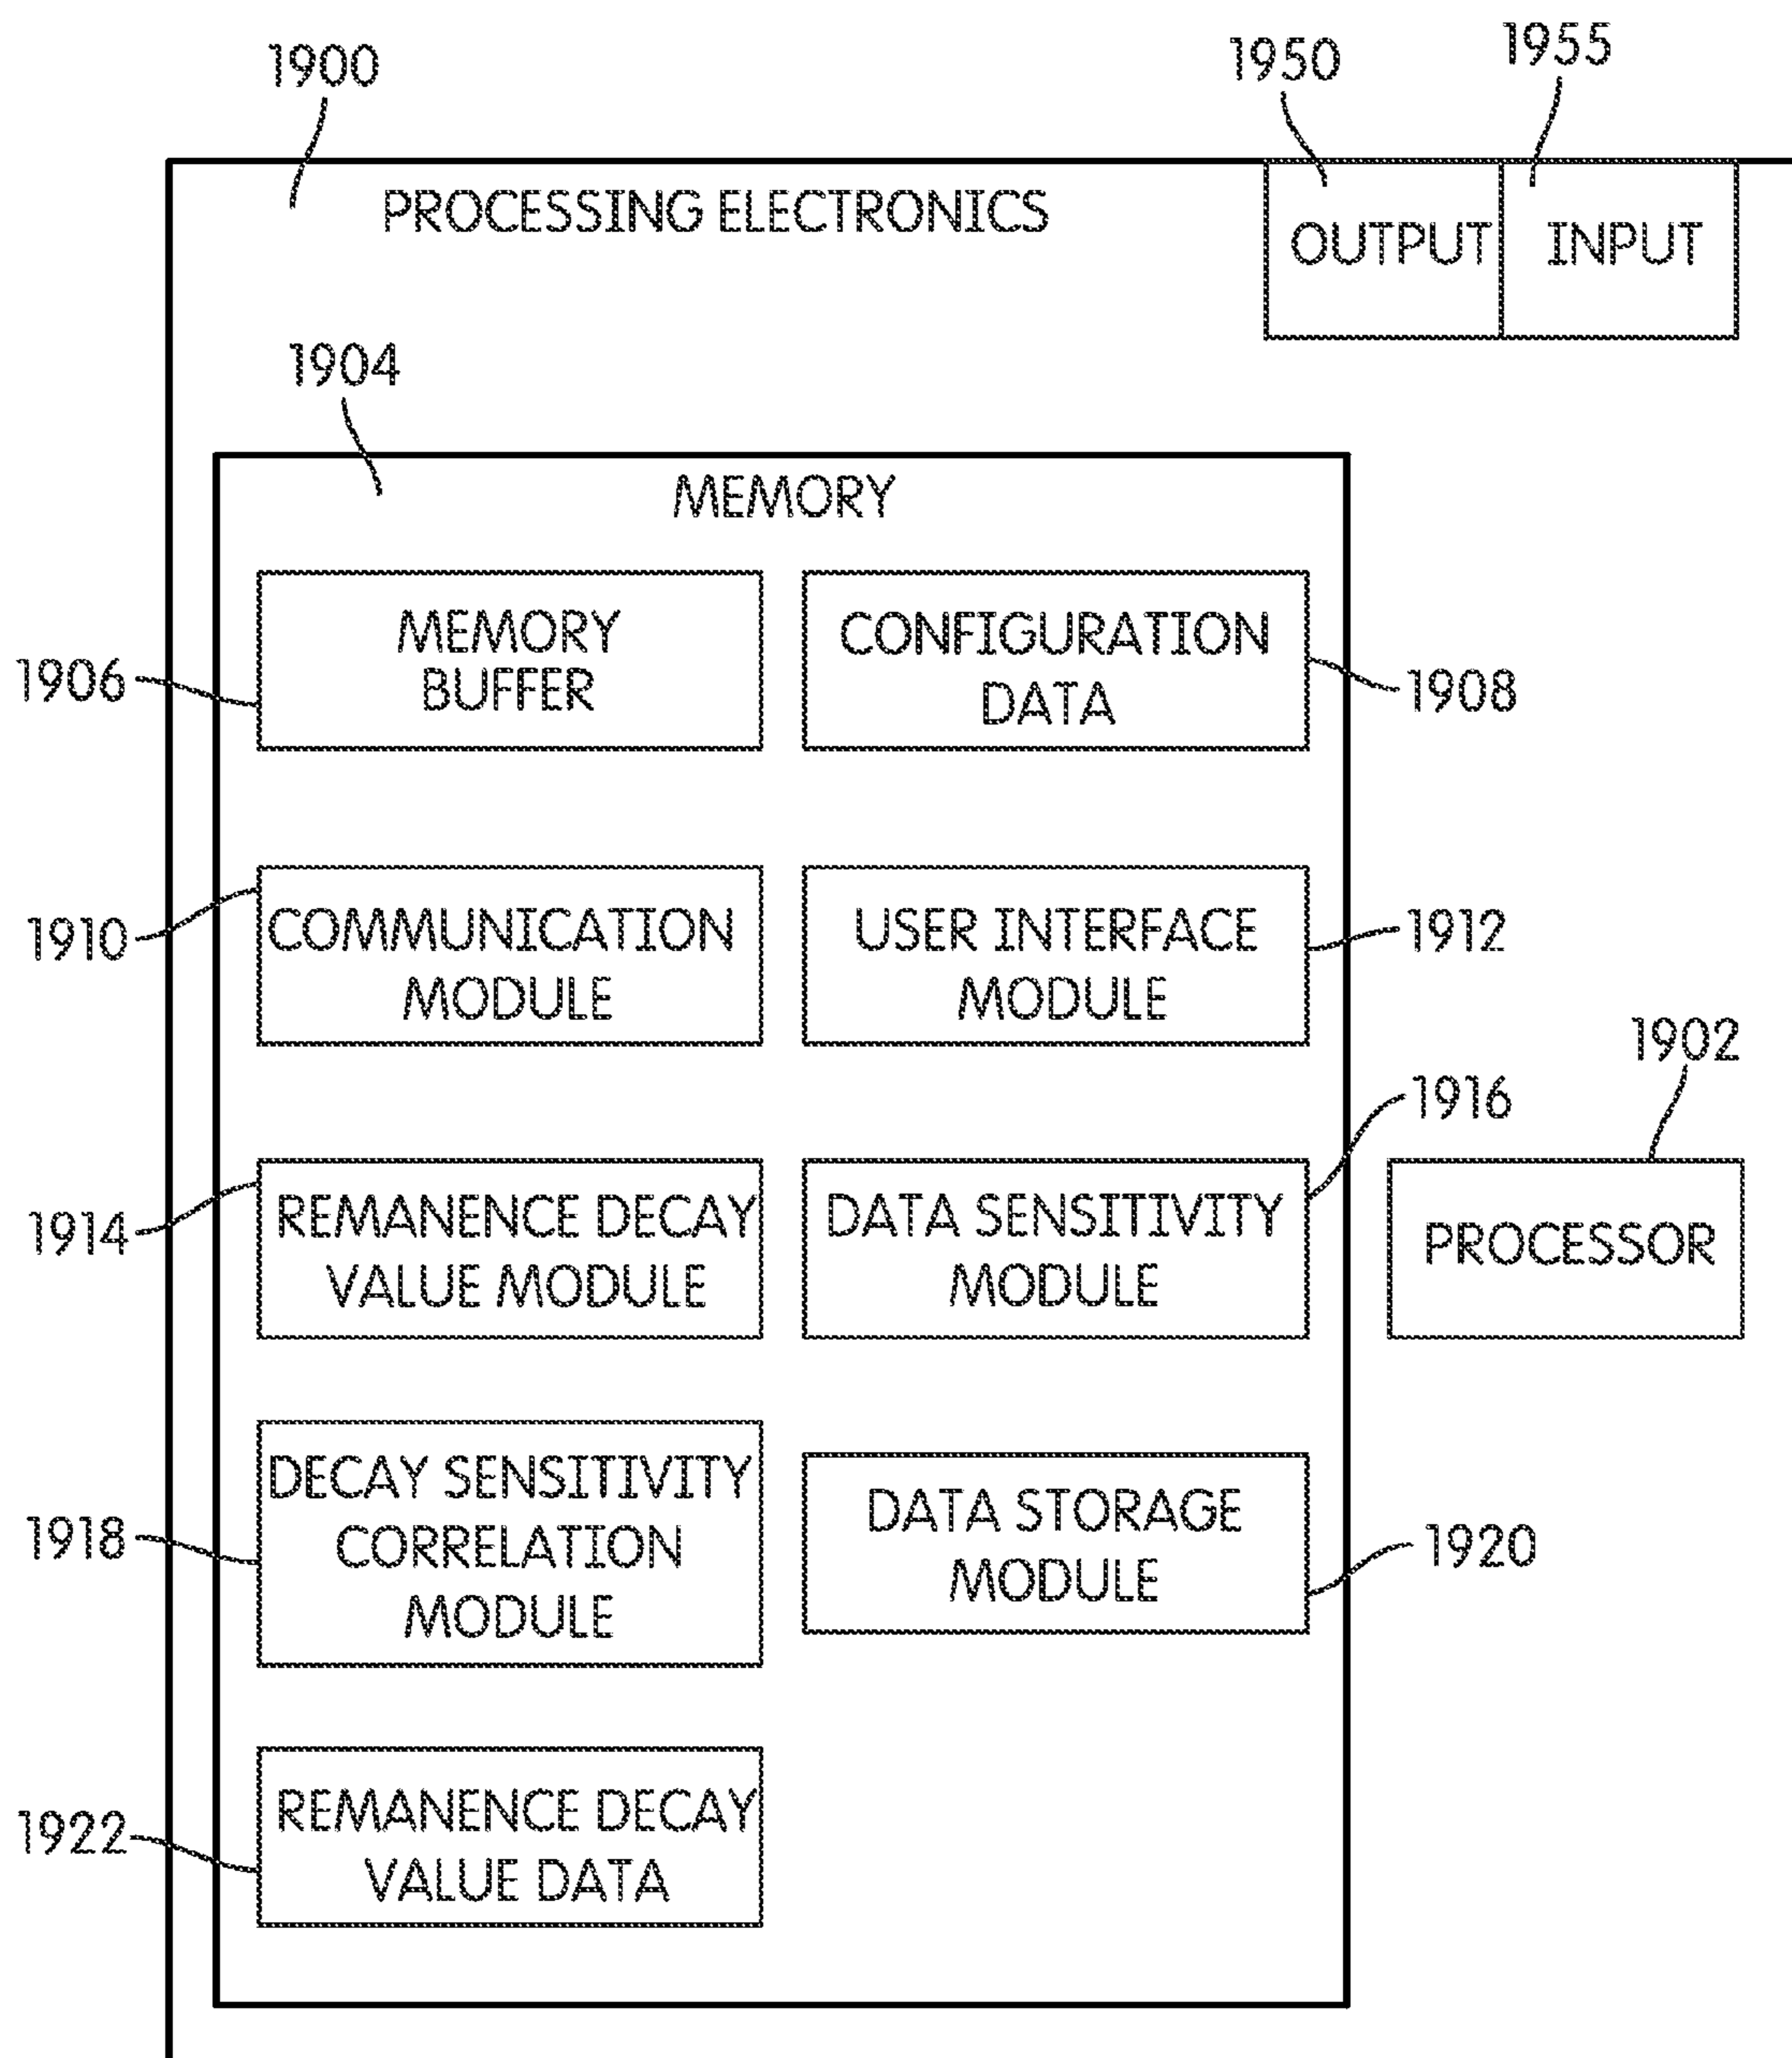 1900
1950
1955
PROCESSING ELECTRONICS
OUTPUT
INPUT
1904
MEMORY
MEMORY
BUFFER
1906
CONFIGURATION
DATA
1908
COMMUNICATION
MODULE
1910
USER INTERFACE
MODULE
1912
1902
PROCESSOR
REMANENCE DECAY
VALUE MODULE
1914
DATA SENSITIVITY
MODULE
1916
DECAY SENSITIVITY
CORRELATION
MODULE
1918
DATA STORAGE
MODULE
1920
REMANENCE DECAY
VALUE DATA
1922